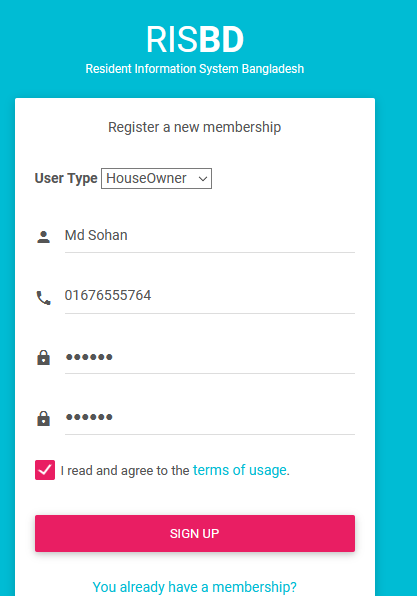 RISBD
Resident Information System Bangladesh
Register a new membership
User Type HouseOwner
Md Sohan
01676555764
••••••
••••••
I read and agree to the terms of usage.
SIGN UP
You already have a membership?